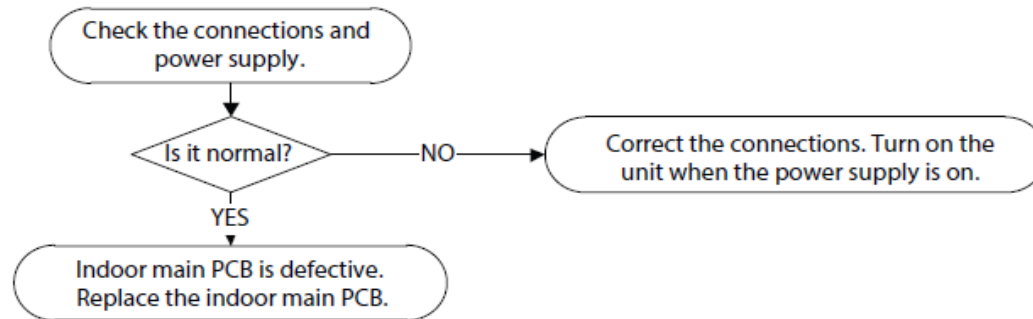 Check the connections and
power supply.
Is it normal?
NO
Correct the connections. Turn on the
unit when the power supply is on.
YES
Indoor main PCB is defective.
Replace the indoor main PCB.